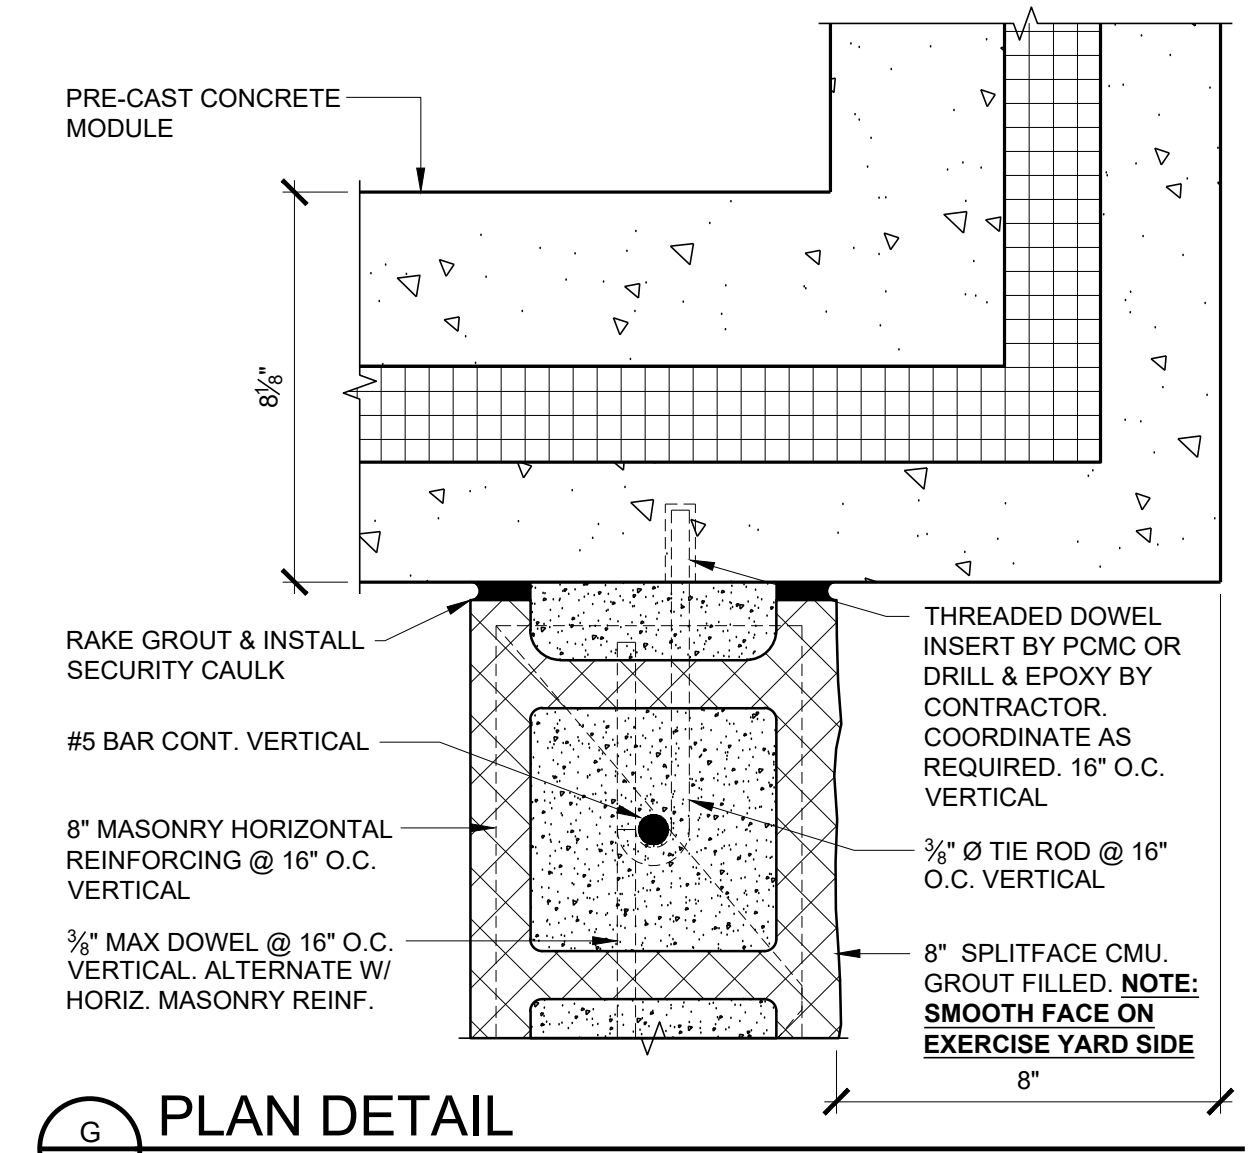 PRE-CAST CONCRETE
MODULE
8⅛"
RAKE GROUT & INSTALL
SECURITY CAULK
#5 BAR CONT. VERTICAL
8" MASONRY HORIZONTAL
REINFORCING @ 16" O.C.
VERTICAL
⅜" MAX DOWEL @ 16" O.C.
VERTICAL. ALTERNATE W/
HORIZ. MASONRY REINF.
THREADED DOWEL
INSERT BY PCMC OR
DRILL & EPOXY BY
CONTRACTOR.
COORDINATE AS
REQUIRED. 16" O.C.
VERTICAL
⅜" Ø TIE ROD @ 16"
O.C. VERTICAL
8" SPLITFACE CMU.
GROUT FILLED. NOTE:
SMOOTH FACE ON
EXERCISE YARD SIDE
8"
G
PLAN DETAIL